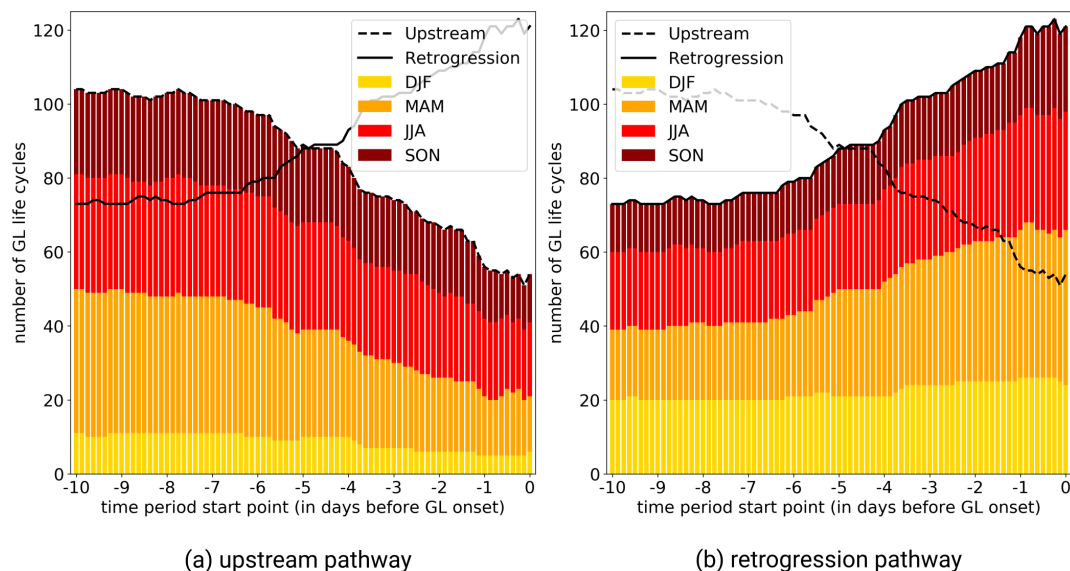 120
100
80
60
40
20
0
number of GL life cycles
Upstream
Retrogression
DJF
MAM
JJA
SON
-10 -9 -8 -7 -6 -5 -4 -3 -2 -1 0
time period start point (in days before GL onset)
(a) upstream pathway
120
100
80
60
40
20
0
number of GL life cycles
Upstream
Retrogression
DJF
MAM
JJA
SON
-10 -9 -8 -7 -6 -5 -4 -3 -2 -1 0
time period start point (in days before GL onset)
(b) retrogression pathway